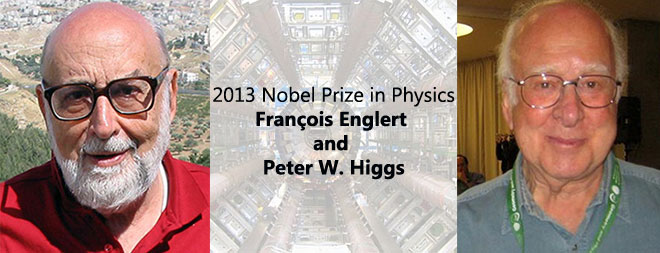 2013 Nobel Prize in Physics
François Englert
and
Peter W. Higgs